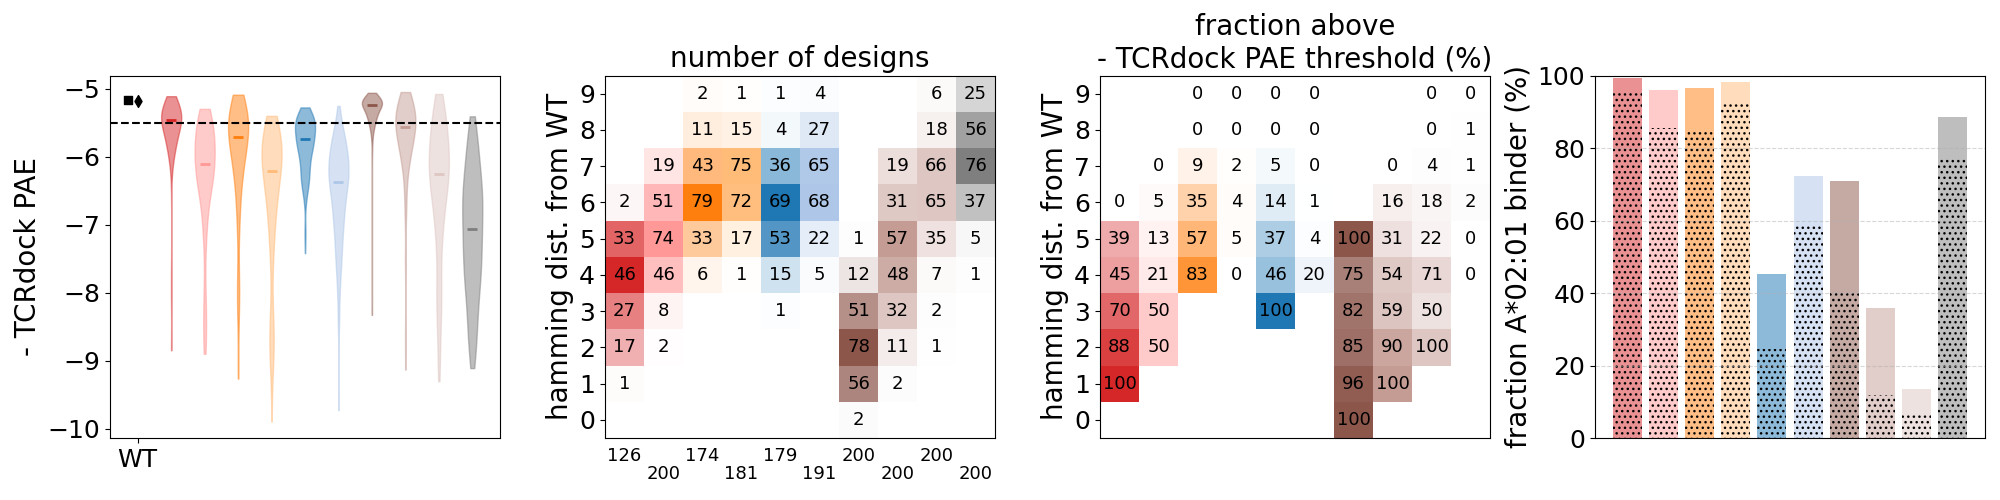 - TCRdock PAE
−5
−6
−7
−8
−9
−10
WT
number of designs
hamming dist. from WT
9 2 1 1 4 6 25
8 11 15 4 27 18 56
7 19 43 75 36 65 19 66 76
6 2 51 79 72 69 68 31 65 37
5 33 74 33 17 53 22 1 57 35 5
4 46 46 6 1 15 5 12 48 7 1
3 27 8 1 51 32 2
2 17 2 78 11 1
1 1 56 2
0 2
126 174 179 200 200
200 181 191 200 200
fraction above
- TCRdock PAE threshold (%)
hamming dist. from WT
9 0 0 0 0 0 0
8 0 0 0 0 0 1
7 0 9 2 5 0 0 4 1
6 0 5 35 4 14 1 16 18 2
5 39 13 57 5 37 4 100 31 22 0
4 45 21 83 0 46 20 75 54 71 0
3 70 50 100 82 59 50
2 88 50 85 90 100
1 100 96 100
0 100
fraction A*02:01 binder (%)
100
80
60
40
20
0